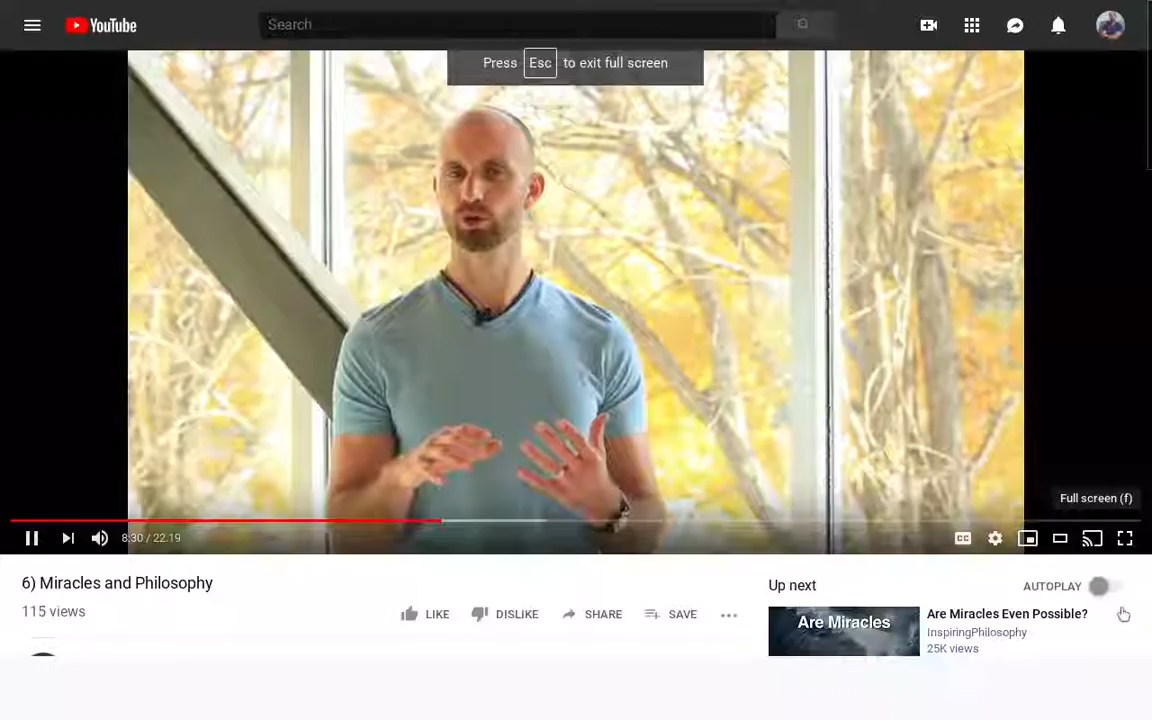 YouTube
Search
Press Esc to exit full screen
Full screen (f)
8:30 / 22:19
CC
6) Miracles and Philosophy
115 views
LIKE
DISLIKE
SHARE
SAVE
Up next
AUTOPLAY
Are Miracles
Are Miracles Even Possible?
InspiringPhilosophy
25K views